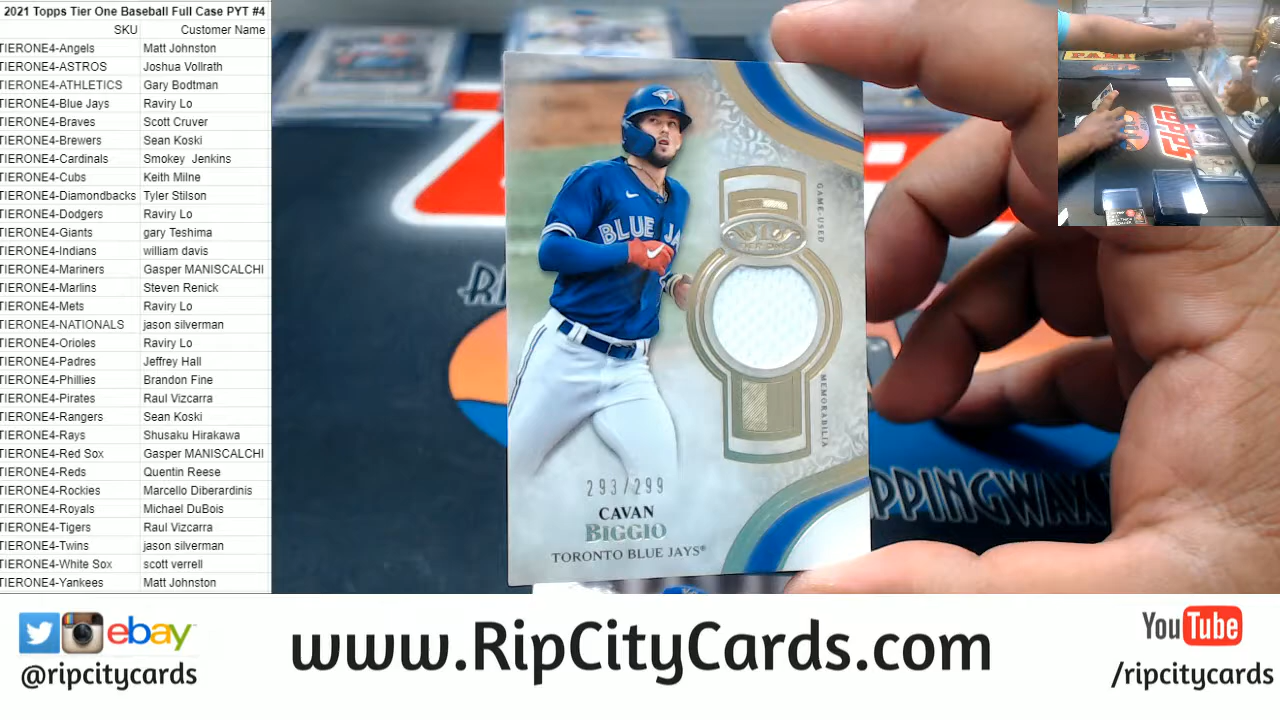 2021 Topps Tier One Baseball Full Case PYT #4
SKU Customer Name
TIERONE4-Angels Matt Johnston
TIERONE4-ASTROS Joshua Vollrath
TIERONE4-ATHLETICS Gary Bodtman
TIERONE4-Blue Jays Raviry Lo
TIERONE4-Braves Scott Cruver
TIERONE4-Brewers Sean Koski
TIERONE4-Cardinals Smokey Jenkins
TIERONE4-Cubs Keith Milne
TIERONE4-Diamondbacks Tyler Stilson
TIERONE4-Dodgers Raviry Lo
TIERONE4-Giants gary Teshima
TIERONE4-Indians william davis
TIERONE4-Mariners Gasper MANISCALCHI
TIERONE4-Marlins Steven Renick
TIERONE4-Mets Raviry Lo
TIERONE4-NATIONALS jason silverman
TIERONE4-Orioles Raviry Lo
TIERONE4-Padres Jeffrey Hall
TIERONE4-Phillies Brandon Fine
TIERONE4-Pirates Raul Vizcarra
TIERONE4-Rangers Sean Koski
TIERONE4-Rays Shusaku Hirakawa
TIERONE4-Red Sox Gasper MANISCALCHI
TIERONE4-Reds Quentin Reese
TIERONE4-Rockies Marcello Diberardinis
TIERONE4-Royals Michael DuBois
TIERONE4-Tigers Raul Vizcarra
TIERONE4-Twins jason silverman
TIERONE4-White Sox scott verrell
TIERONE4-Yankees Matt Johnston
BLUE JA
GAME-USED
MEMORABILIA
293/299
CAVAN
BIGGIO
TORONTO BLUE JAYS®
RI
PPINGWAX
PANINI
TOPPS
ebay
@ripcitycards
www.RipCityCards.com
YouTube
/ripcitycards